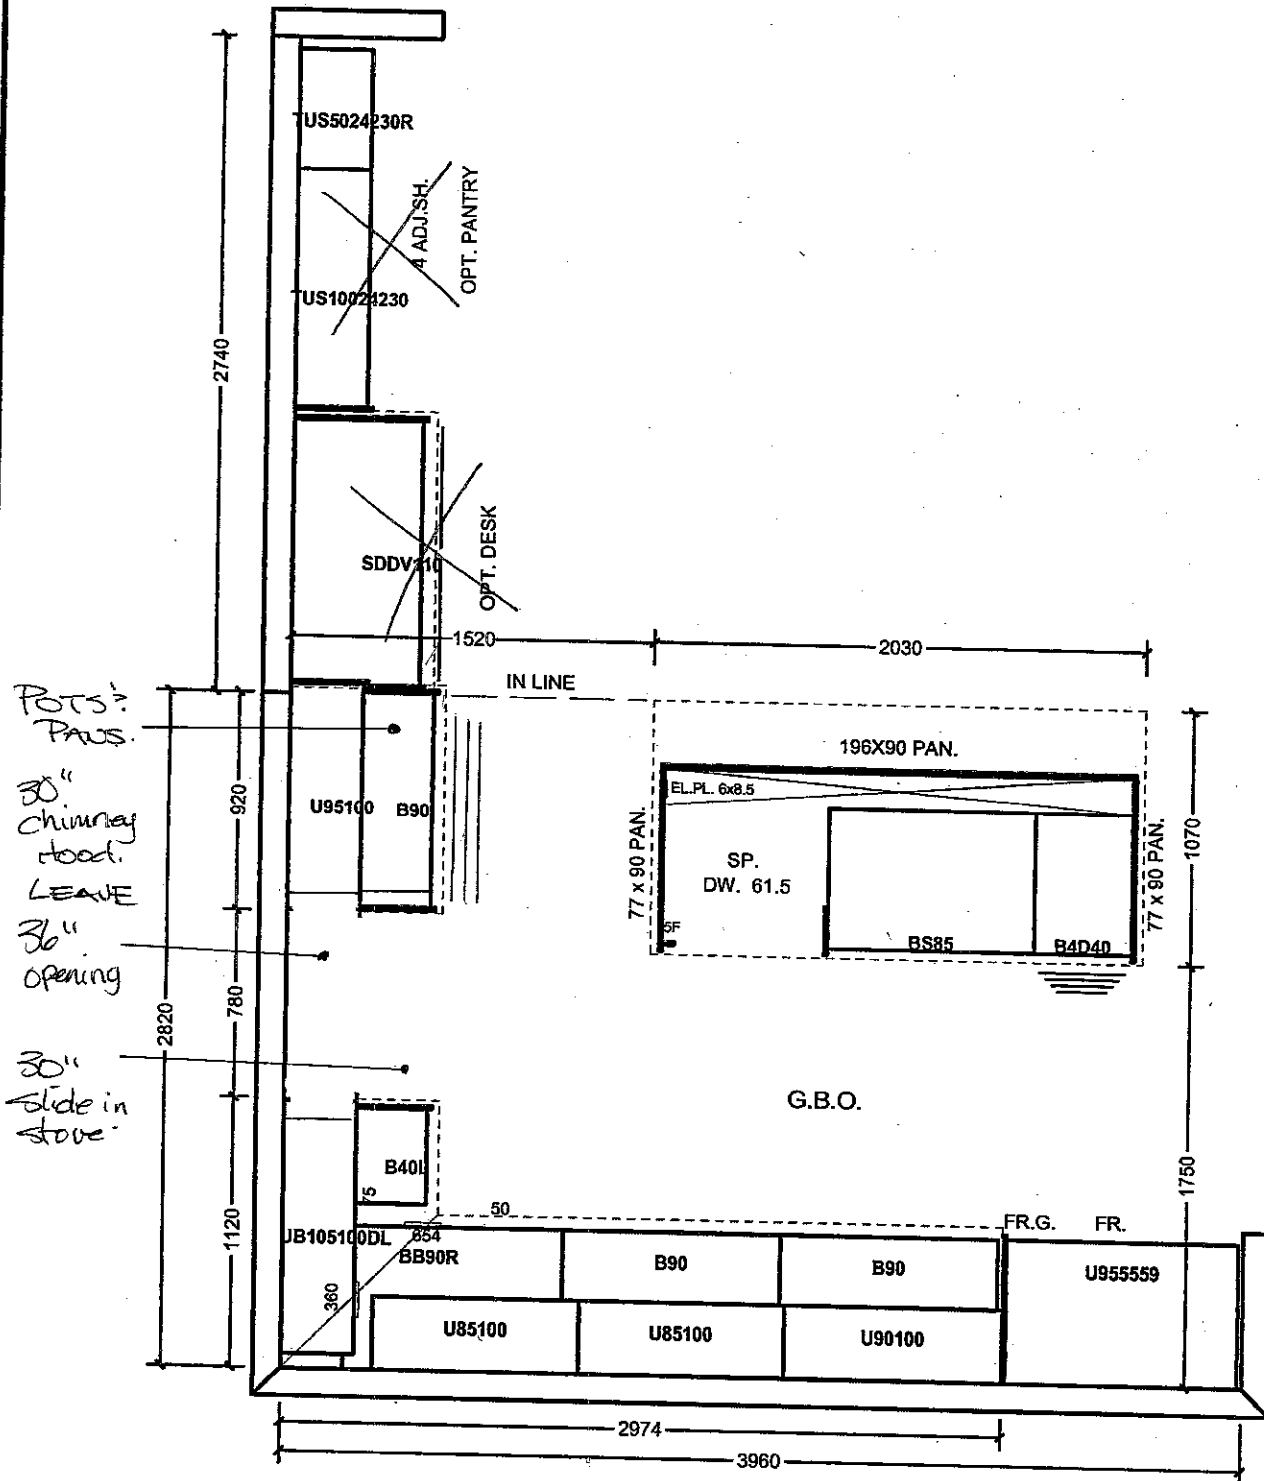 TUS5024230R
4 ADJ.SH.
OPT. PANTRY
TUS10024230
2740
SDDV110
OPT. DESK
1520
2030
IN LINE
POTS &
PANS.
30"
chimney
Hood.
LEAVE
36"
opening
30"
Slide in
stove
2820
920
780
1120
U95100
B90
196X90 PAN.
EL.PL. 6x8.5
77 x 90 PAN.
SP.
DW. 61.5
5F
BS85
B4D40
77 x 90 PAN.
1070
G.B.O.
1750
B40L
75
50
UB105100DL
654
BB90R
360
B90
B90
FR.G.
FR.
U955559
U85100
U85100
U90100
2974
3960